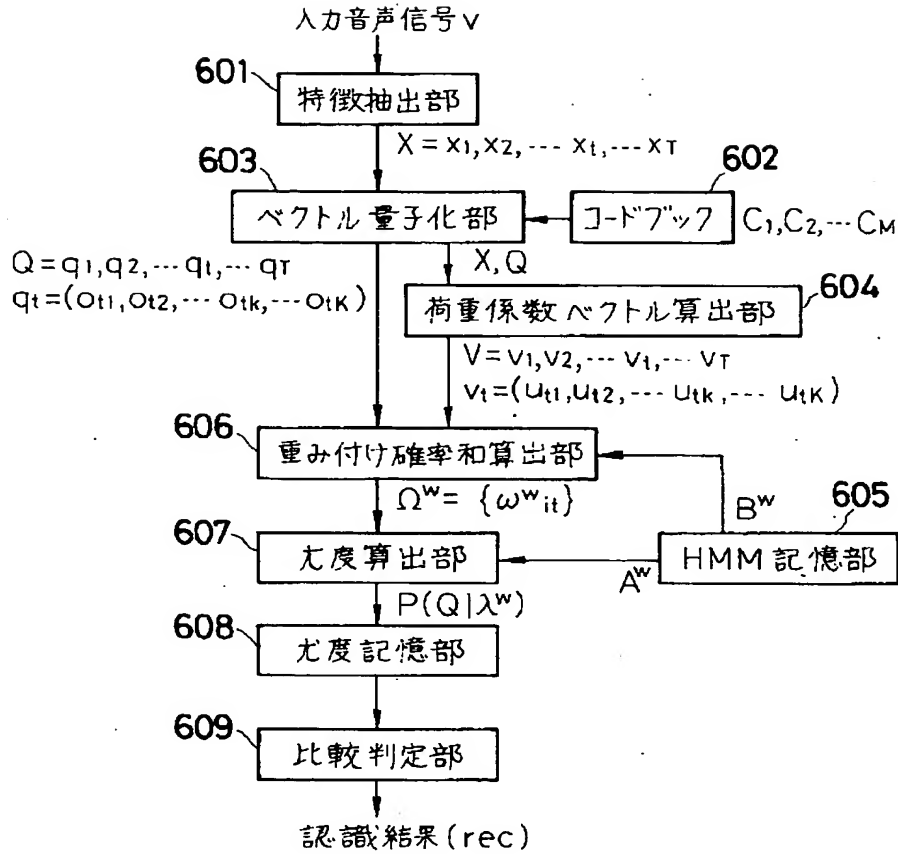 入力音声信号v
601
特徴抽出部
X = x1, x2, --- xt, --- xT
603
602
ベクトル量子化部
コードブック
C1, C2, --- CM
Q = q1, q2, --- qt, --- qT
qt = (ot1, ot2, --- otk, --- otK)
X, Q
604
荷重係数ベクトル算出部
V = v1, v2, --- vt, --- vT
vt = (ut1, ut2, --- utk, --- utK)
606
重み付け確率和算出部
Ω^w = {ω^w it}
B^w
605
607
尤度算出部
A^w
HMM記憶部
P(Q|λ^w)
608
尤度記憶部
609
比較判定部
認識結果(rec)